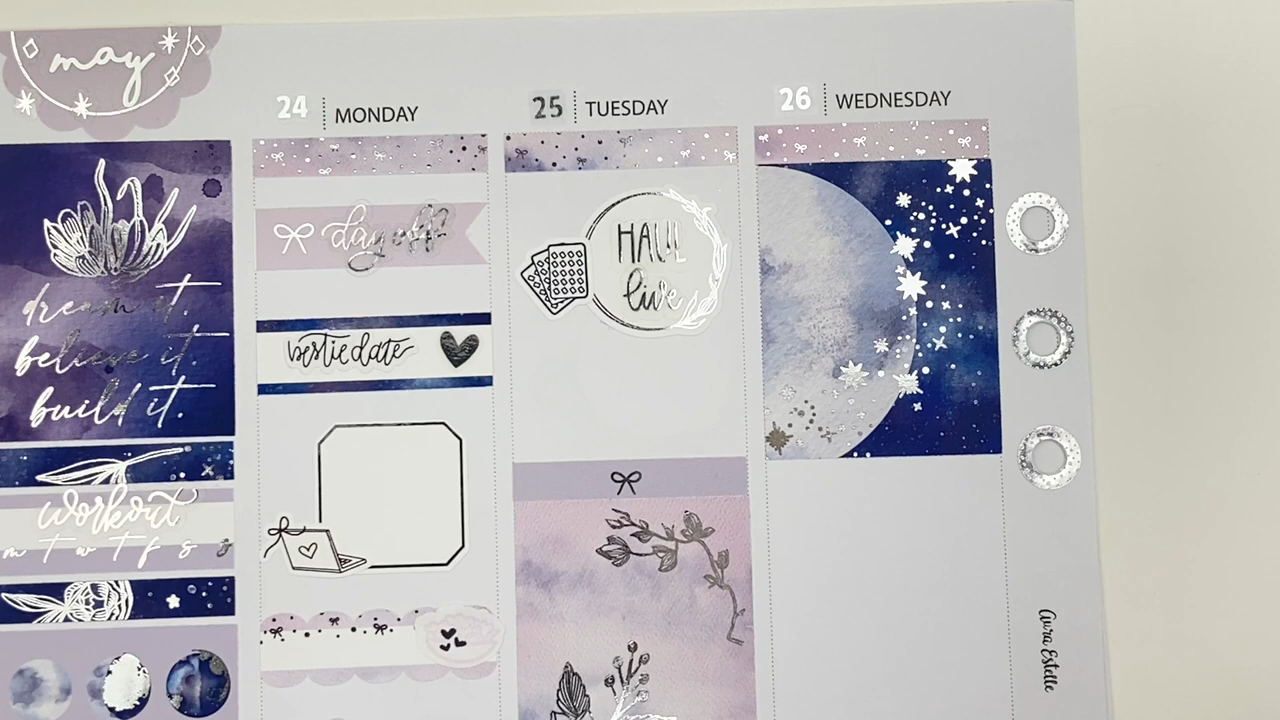 may
24 MONDAY
25 TUESDAY
26 WEDNESDAY
day off!
HAUL
live
dream it.
believe it.
build it.
bestie date
workout
m t w t f s s
Aura Estelle